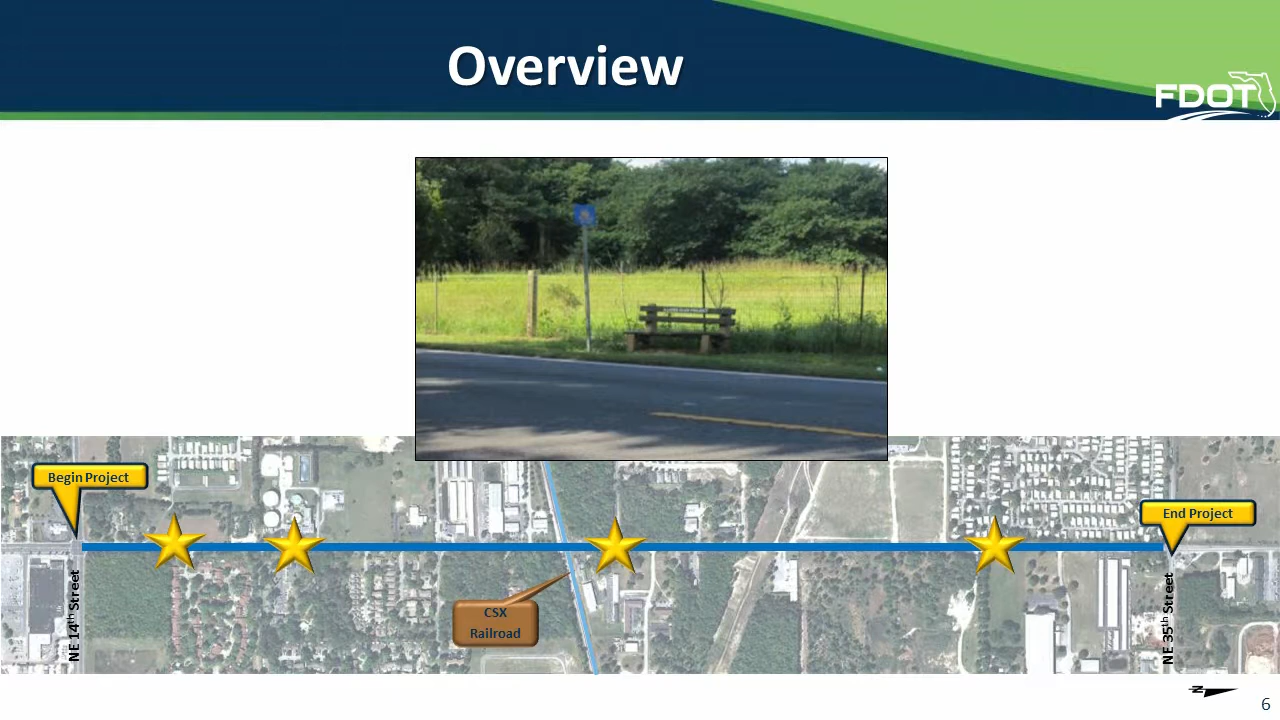 Overview
FDOT
Begin Project
End Project
CSX
Railroad
NE 14th Street
NE 35th Street
N
6